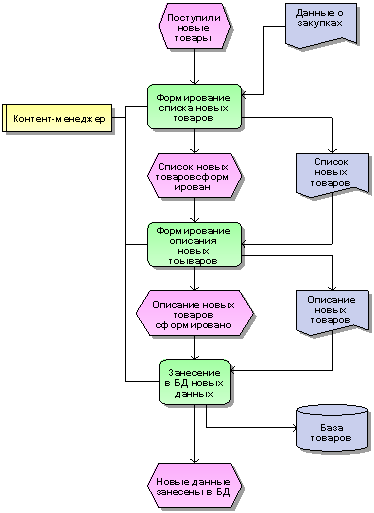 Поступили
новые
товары
Данные о
закупках
Формирование
списка новых
товаров
Контент-менеджер
Список новых
товаровсформ
ирован
Список
новых
товаров
Формирование
описания
новых
тоываров
Описание новых
товаров
сформировано
Описание
новых
товаров
Занесение
в БД новых
данных
База
товаров
Новые данные
занесены в БД